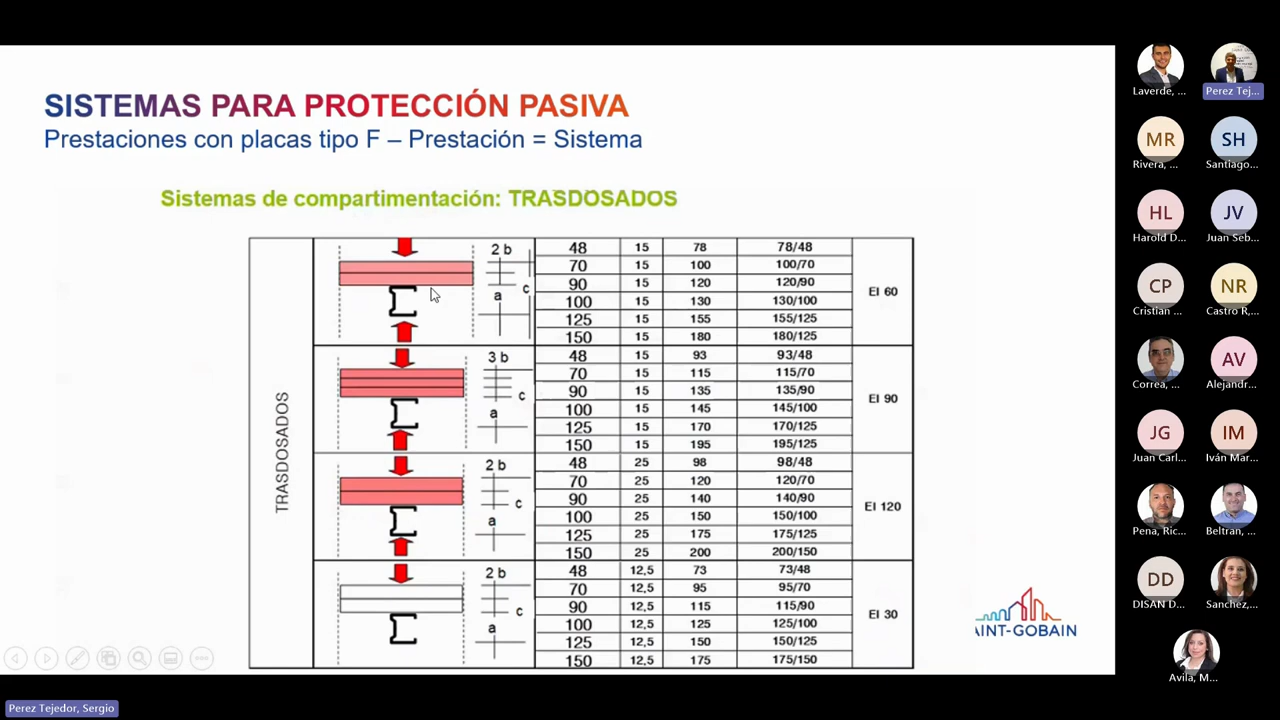 SISTEMAS PARA PROTECCIÓN PASIVA
Prestaciones con placas tipo F – Prestación = Sistema
Sistemas de compartimentación: TRASDOSADOS
TRASDOSADOS
2 b
c
a
48 15 78 78/48
70 15 100 100/70
90 15 120 120/90
100 15 130 130/100
125 15 155 155/125
150 15 180 180/125
EI 60
3 b
c
a
48 15 93 93/48
70 15 115 115/70
90 15 135 135/90
100 15 145 145/100
125 15 170 170/125
150 15 195 195/125
EI 90
2 b
c
a
48 25 98 98/48
70 25 120 120/70
90 25 140 140/90
100 25 150 150/100
125 25 175 175/125
150 25 200 200/150
EI 120
2 b
c
a
48 12,5 73 73/48
70 12,5 95 95/70
90 12,5 115 115/90
100 12,5 125 125/100
125 12,5 150 150/125
150 12,5 175 175/150
EI 30
AINT-GOBAIN
Laverde, ...
Perez Tej...
MR
Rivera, ...
SH
Santiago...
HL
Harold D...
JV
Juan Seb...
CP
Cristian ...
NR
Castro R,...
Correa, ...
AV
Alejandr...
JG
Juan Carl...
IM
Iván Mar...
Pena, Ric...
Beltran, ...
DD
DISAN D...
Sanchez,...
Avila, M...
Perez Tejedor, Sergio